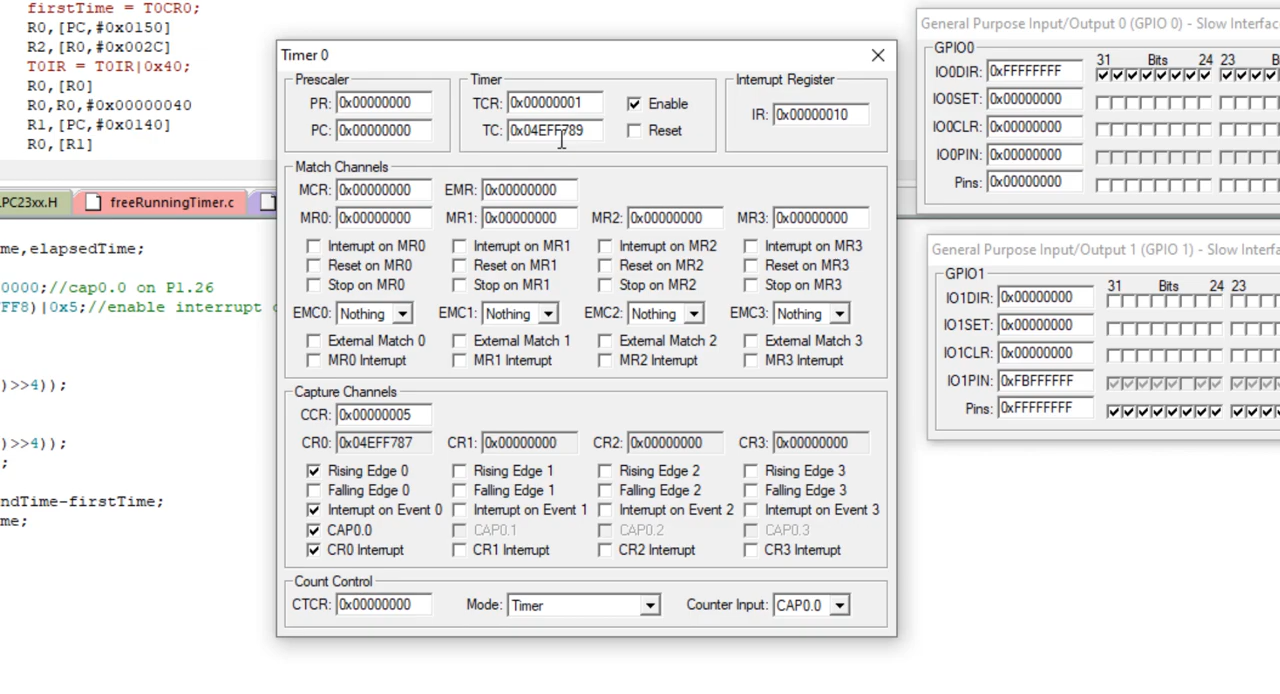 firstTime = T0CR0;
R0,[PC,#0x0150]
R2,[R0,#0x002C]
T0IR = T0IR|0x40;
R0,[R0]
R0,R0,#0x00000040
R1,[PC,#0x0140]
R0,[R1]
.PC23xx.H freeRunningTimer.c
me,elapsedTime;
0000;//cap0.0 on P1.26
FF8)|0x5;//enable interrupt
)>>4));
)>>4));
;
ndTime-firstTime;
me;
Timer 0
Prescaler Timer Interrupt Register
PR: 0x00000000 TCR: 0x00000001 Enable
IR: 0x00000010
PC: 0x00000000 TC: 0x04EFF789 Reset
Match Channels
MCR: 0x00000000 EMR: 0x00000000
MR0: 0x00000000 MR1: 0x00000000 MR2: 0x00000000 MR3: 0x00000000
Interrupt on MR0 Interrupt on MR1 Interrupt on MR2 Interrupt on MR3
Reset on MR0 Reset on MR1 Reset on MR2 Reset on MR3
Stop on MR0 Stop on MR1 Stop on MR2 Stop on MR3
EMC0: Nothing EMC1: Nothing EMC2: Nothing EMC3: Nothing
External Match 0 External Match 1 External Match 2 External Match 3
MR0 Interrupt MR1 Interrupt MR2 Interrupt MR3 Interrupt
Capture Channels
CCR: 0x00000005
CR0: 0x04EFF787 CR1: 0x00000000 CR2: 0x00000000 CR3: 0x00000000
Rising Edge 0 Rising Edge 1 Rising Edge 2 Rising Edge 3
Falling Edge 0 Falling Edge 1 Falling Edge 2 Falling Edge 3
Interrupt on Event 0 Interrupt on Event 1 Interrupt on Event 2 Interrupt on Event 3
CAP0.0 CAP0.1 CAP0.2 CAP0.3
CR0 Interrupt CR1 Interrupt CR2 Interrupt CR3 Interrupt
Count Control
CTCR: 0x00000000 Mode: Timer Counter Input: CAP0.0
General Purpose Input/Output 0 (GPIO 0) - Slow Interfac
GPIO0
31 Bits 24 23 B
IO0DIR: 0xFFFFFFFF
IO0SET: 0x00000000
IO0CLR: 0x00000000
IO0PIN: 0x00000000
Pins: 0x00000000
General Purpose Input/Output 1 (GPIO 1) - Slow Interfa
GPIO1
31 Bits 24 23
IO1DIR: 0x00000000
IO1SET: 0x00000000
IO1CLR: 0x00000000
IO1PIN: 0xFBFFFFFF
Pins: 0xFFFFFFFF